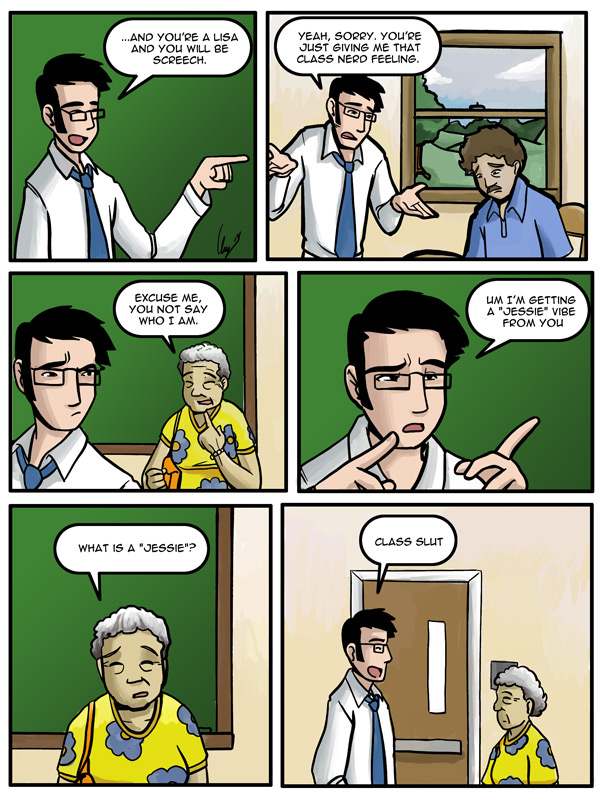 ...AND YOU'RE A LISA
AND YOU WILL BE
SCREECH.
YEAH, SORRY. YOU'RE
JUST GIVING ME THAT
CLASS NERD FEELING.
EXCUSE ME,
YOU NOT SAY
WHO I AM.
UM I'M GETTING
A "JESSIE" VIBE
FROM YOU
WHAT IS A "JESSIE"?
CLASS SLUT